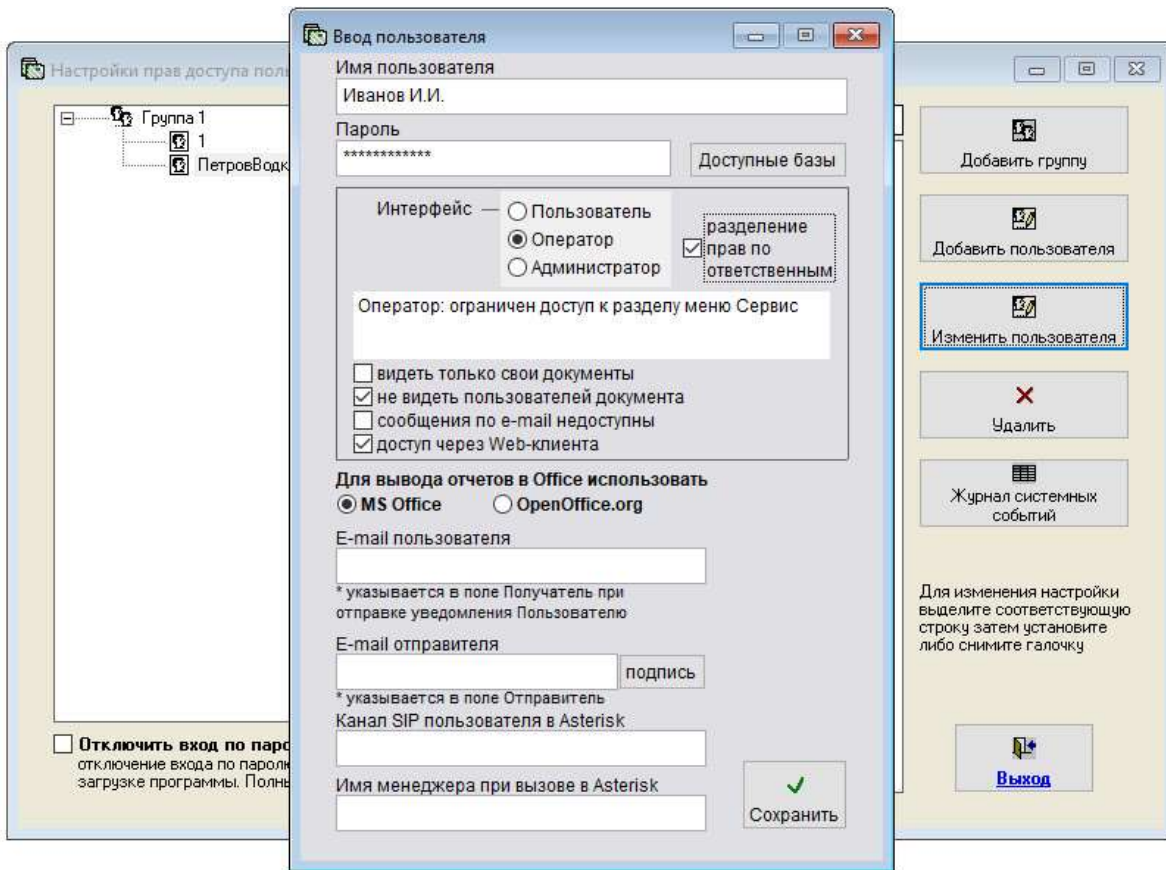 Ввод пользователя
Имя пользователя
Иванов И.И.
Пароль
************
Доступные базы
Интерфейс
Пользователь
Оператор
Администратор
разделение
прав по
ответственным
Оператор: ограничен доступ к разделу меню Сервис
видеть только свои документы
не видеть пользователей документа
сообщения по e-mail недоступны
доступ через Web-клиента
Для вывода отчетов в Office использовать
MS Office
OpenOffice.org
E-mail пользователя
* указывается в поле Получатель при
отправке уведомления Пользователю
E-mail отправителя
подпись
* указывается в поле Отправитель
Канал SIP пользователя в Asterisk
Имя менеджера при вызове в Asterisk
Сохранить
Настройки прав доступа
Группа 1
1
Отключить вход по
отключение входа по
загрузке программы.
Добавить группу
Добавить пользователя
Изменить пользователя
Удалить
Журнал системных
событий
Для изменения настройки
выделите соответствующую
строку затем установите
либо снимите галочку
Выход